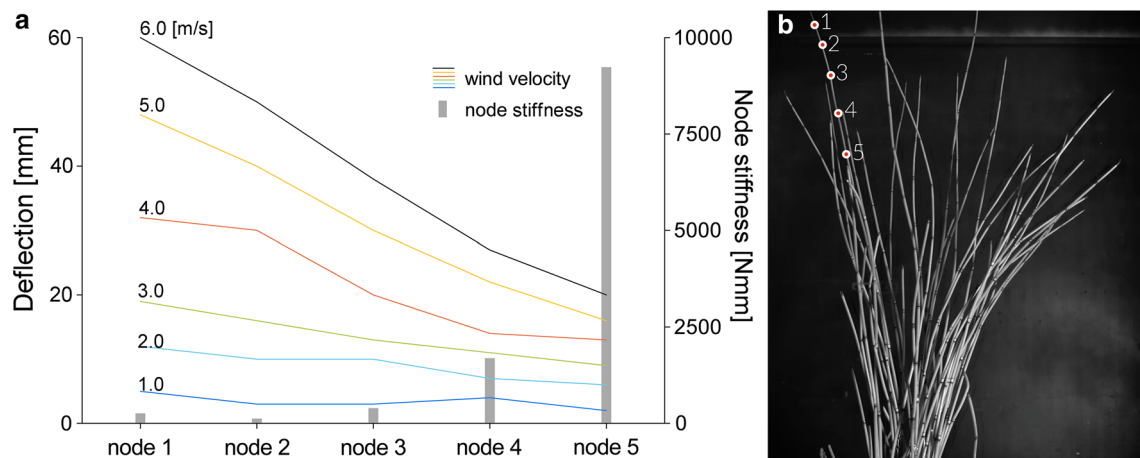 a
6.0 [m/s]
60
10000
5.0
wind velocity
node stiffness
7500
40
4.0
5000
3.0
20
2500
2.0
1.0
0
0
node 1 node 2 node 3 node 4 node 5
Deflection [mm]
Node stiffness [Nmm]
b
1
2
3
4
5